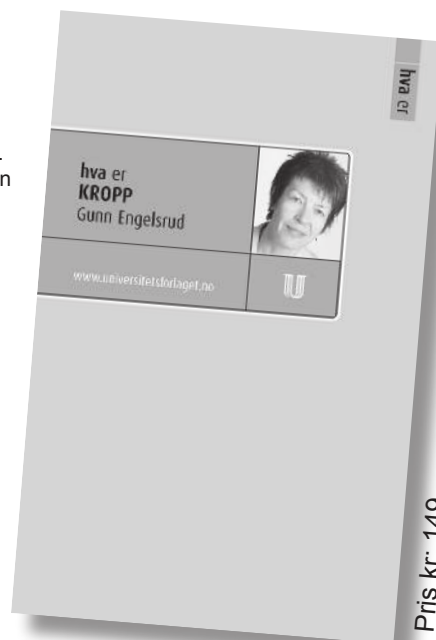 n
hva er
hva er
KROPP
Gunn Engelsrud
www.universitetsforlaget.no
U
Pris kr: 149